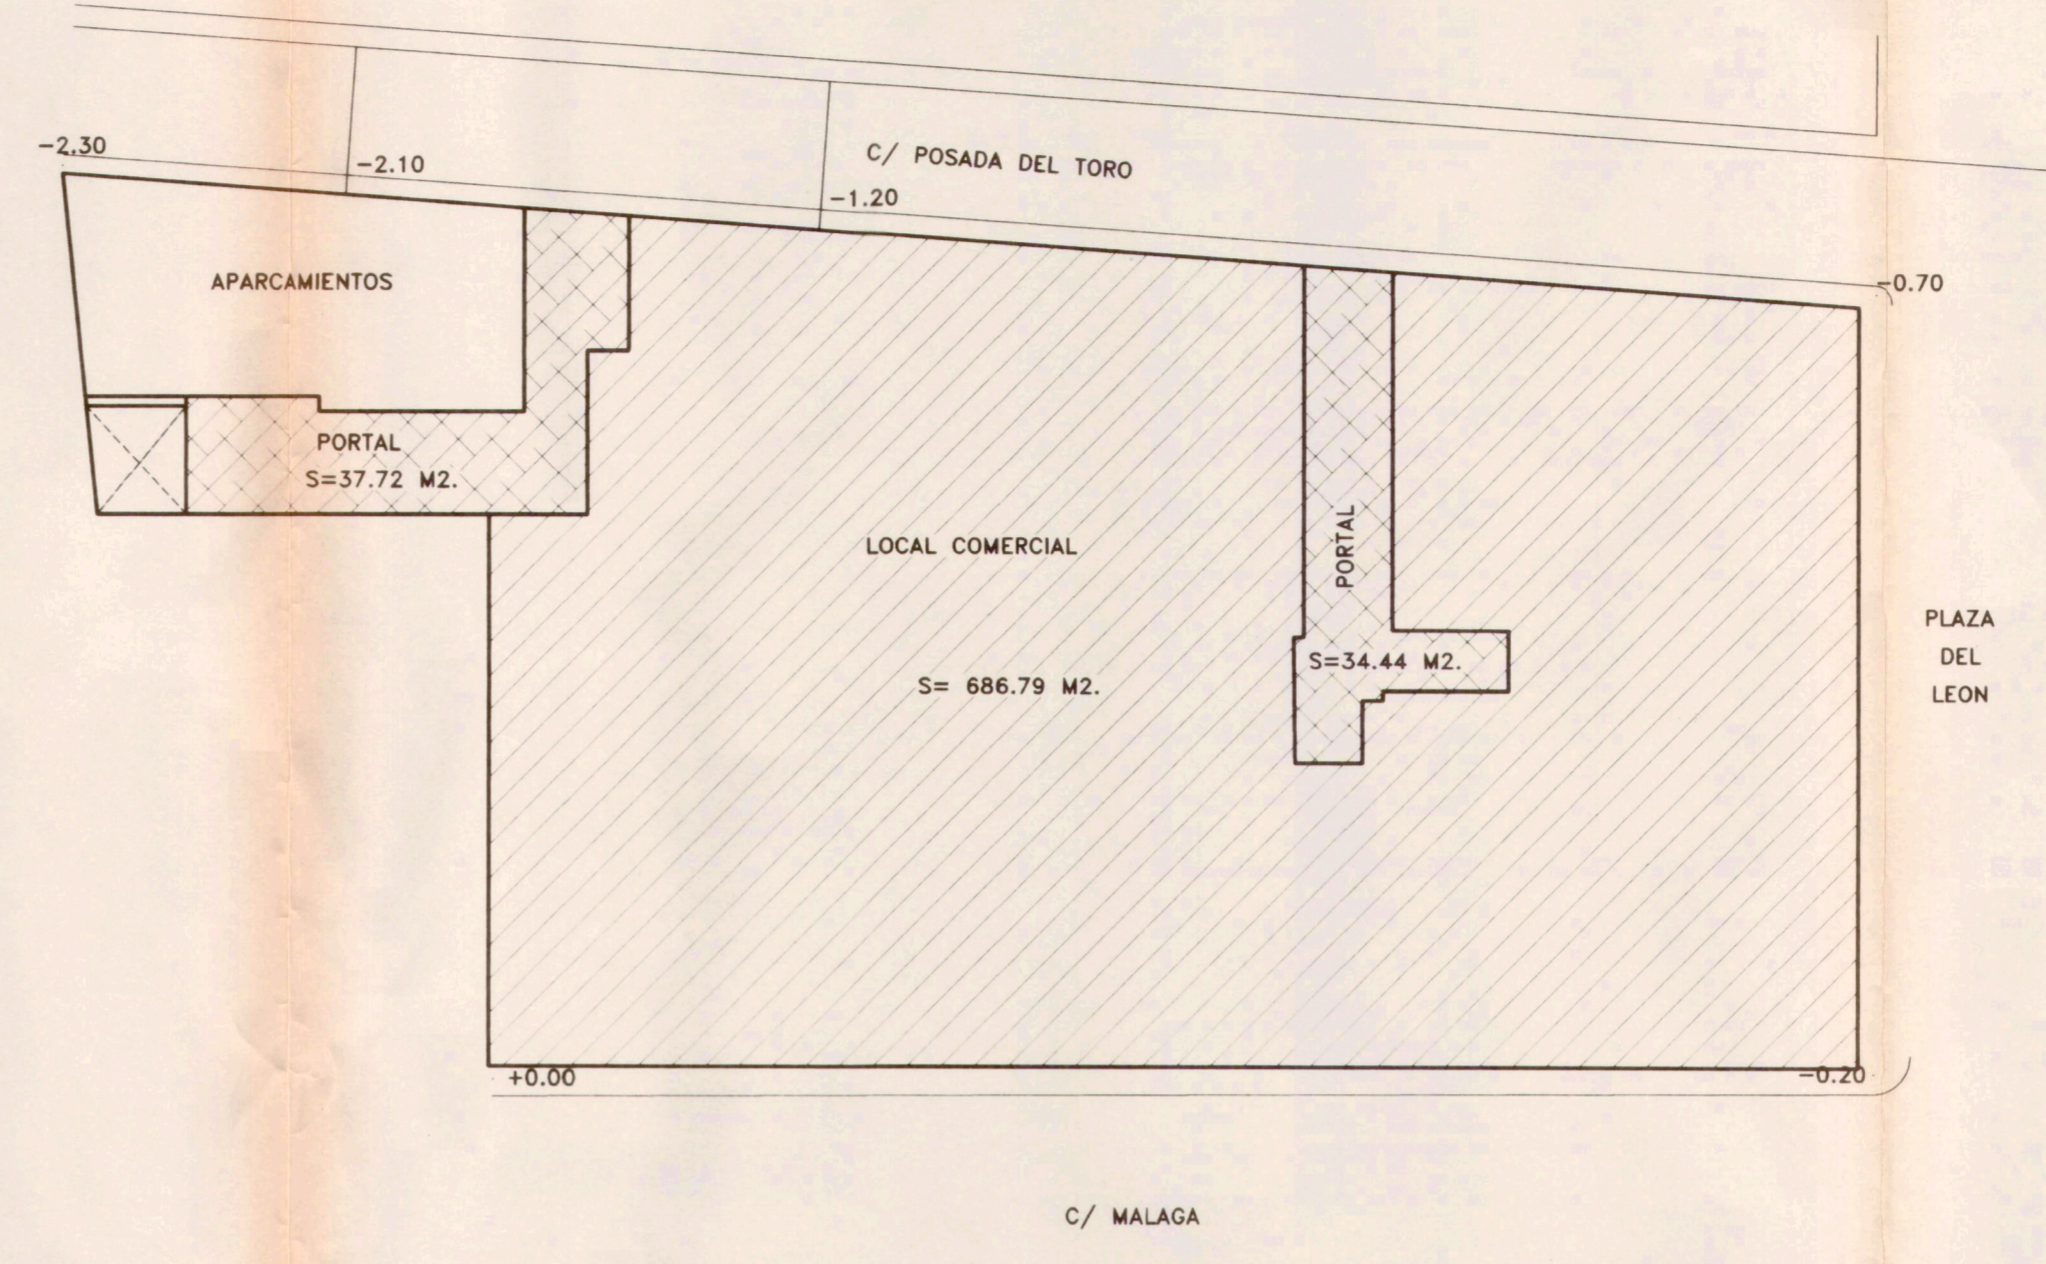 -2.30
-2.10
C/ POSADA DEL TORO
-1.20
-0.70
APARCAMIENTOS
PORTAL
S=37.72 M2.
LOCAL COMERCIAL
S= 686.79 M2.
PORTAL
S=34.44 M2.
PLAZA
DEL
LEON
+0.00
-0.20
C/ MALAGA